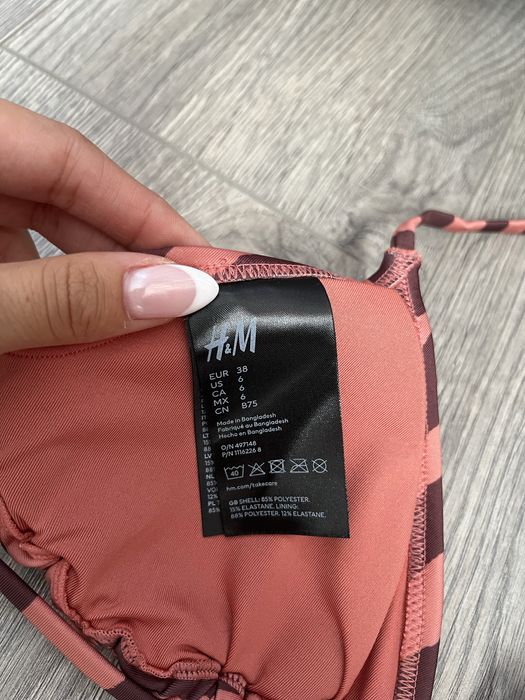 H&M
EUR 38
US 6
CA 6
MX 6
CN B75
Made in Bangladesh
Fabriqué au Bangladesh
Hecho en Bangladesh
O/N 497148
P/N 1116226 8
40
hm.com/takecare
GB SHELL: 85% POLYESTER,
15% ELASTANE. LINING:
88% POLYESTER, 12% ELASTANE.